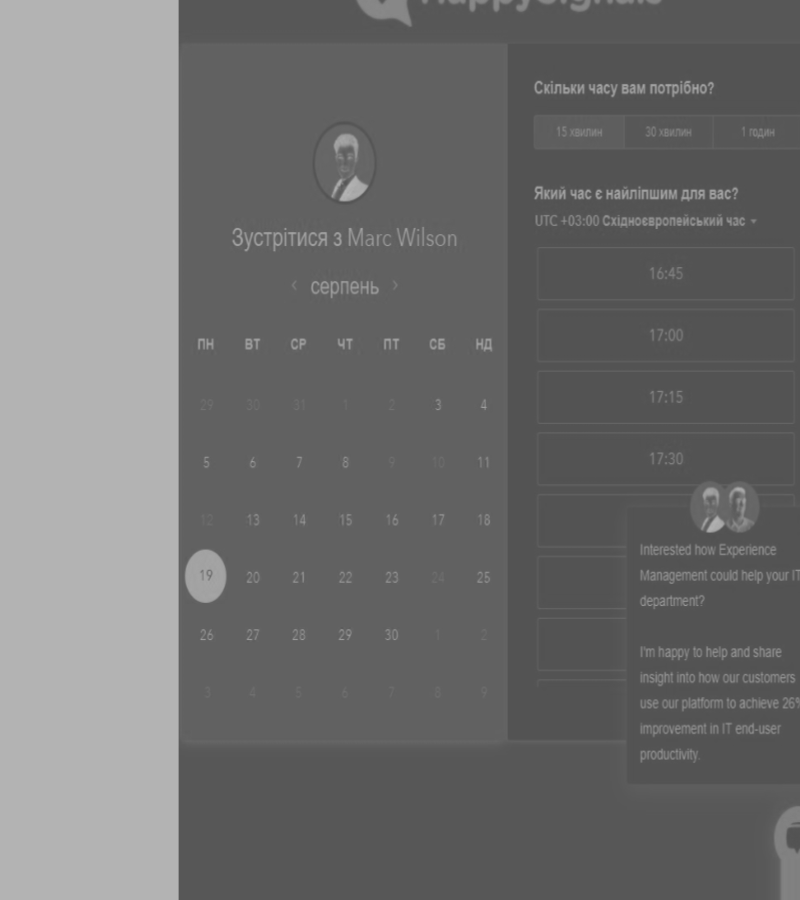 HappySignals
Зустрітися з Marc Wilson
серпень
ПН ВТ СР ЧТ ПТ СБ НД
29 30 31 1 2 3 4
5 6 7 8 9 10 11
12 13 14 15 16 17 18
19 20 21 22 23 24 25
26 27 28 29 30 1 2
3 4 5 6 7 8 9
Скільки часу вам потрібно?
15 хвилин 30 хвилин 1 годин
Який час є найліпшим для вас?
UTC +03:00 Східноєвропейський час
16:45
17:00
17:15
17:30
Interested how Experience
Management could help your IT
department?
I'm happy to help and share
insight into how our customers
use our platform to achieve 26%
improvement in IT end-user
productivity.